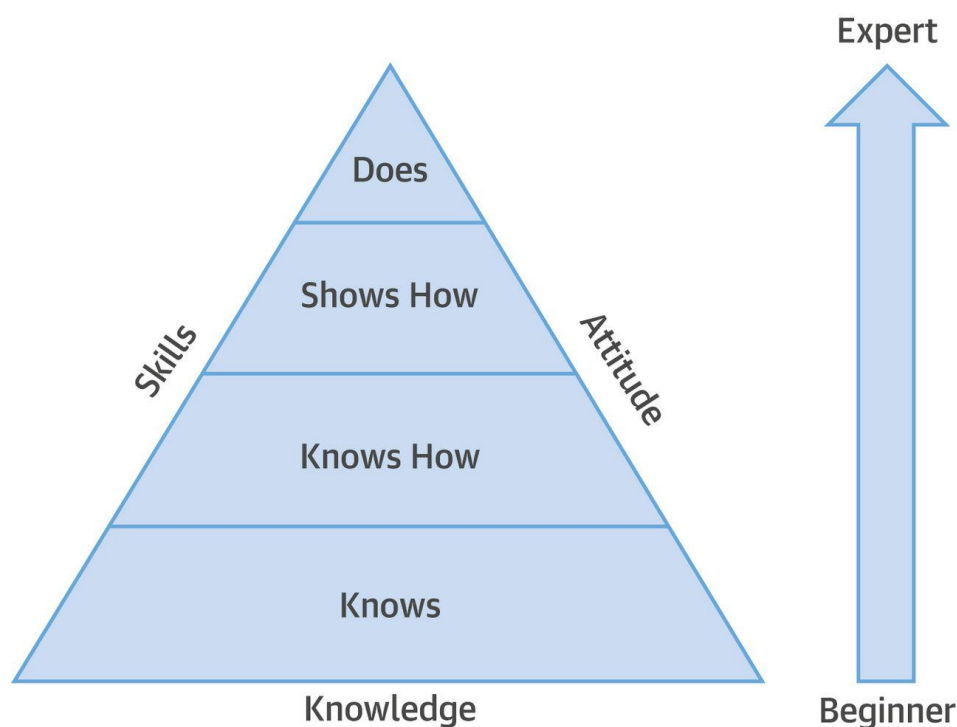 Expert
Does
Shows How
Skills
Attitude
Knows How
Knows
Knowledge
Beginner